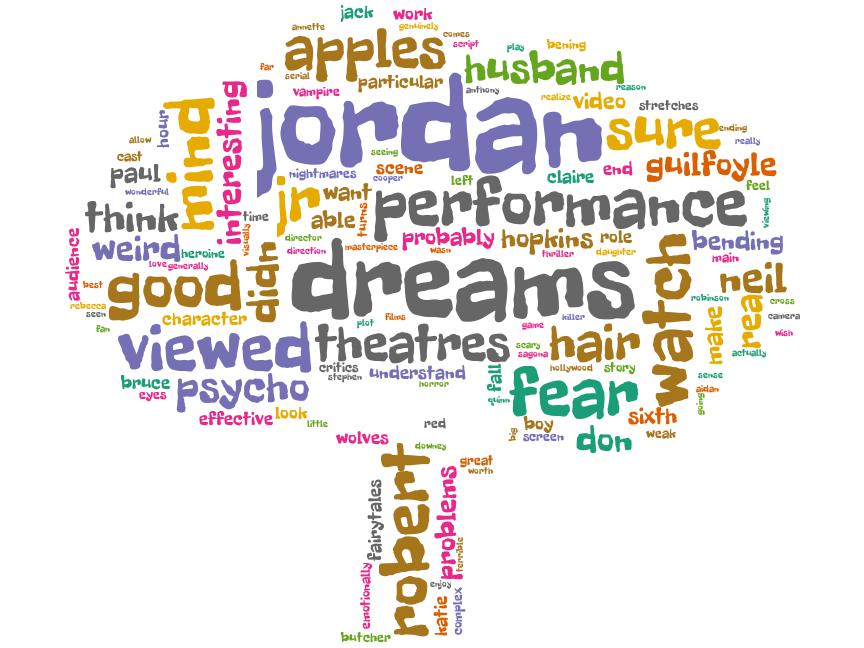 jack work
annette genuinely
apples comes
script play bening
far serial
husband
particular
vampire anthony reason
realize video stretches
jordan
mind
interesting
hour
sure ending
allow really
cast
paul
wonderful
seeing
nightmares scene
cooper left
claire end guilfoyle
feel
jr want
able turns
performance
viewing
think time
visually
director
direction masterpiece
probably wasn
hopkins role
thriller daughter
bending
main
weird heroine
love generally
audience
best
rebecca
seen
fan
good didn
dreams
watch
neil
robinson cross
camera
wish
character
plot films
game killer
make real
actually
viewed theatres
scary
sagona
hair
hollywood story
critics
stephen understand
horror
bruce
eyes psycho
fall
quinn
fear
sense
aidan
going
effective look
little
sixth
weak
boy
big screen don
red
wolves downey
great
worth
robert
problems
terrible
fairytales
emotionally
enjoy
katie complex
butcher